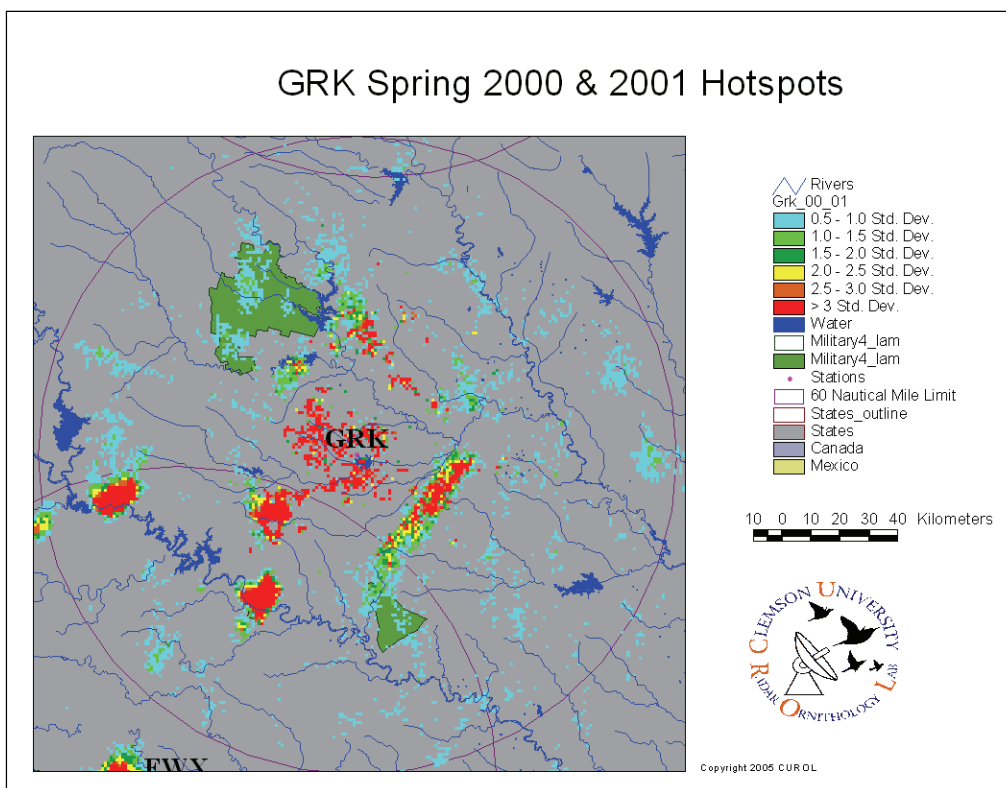 GRK Spring 2000 & 2001 Hotspots
Rivers
Grk_00_01
0.5 - 1.0 Std. Dev.
1.0 - 1.5 Std. Dev.
1.5 - 2.0 Std. Dev.
2.0 - 2.5 Std. Dev.
2.5 - 3.0 Std. Dev.
> 3 Std. Dev.
Water
Military4_lam
Military4_lam
Stations
60 Nautical Mile Limit
States_outline
States
Canada
Mexico
GRK
EWX
10 0 10 20 30 40 Kilometers
CLEMSON UNIVERSITY
RADAR ORNITHOLOGY LAB
Copyright 2005 CUROL